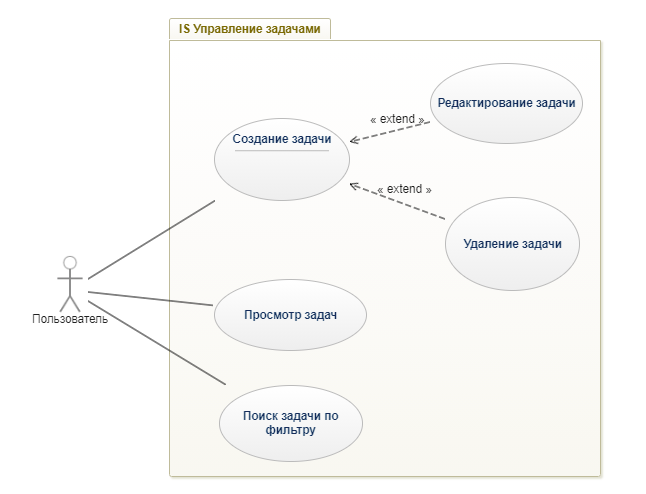 IS Управление задачами
Редактирование задачи
« extend »
Создание задачи
« extend »
Удаление задачи
Просмотр задач
Пользователь
Поиск задачи по
фильтру